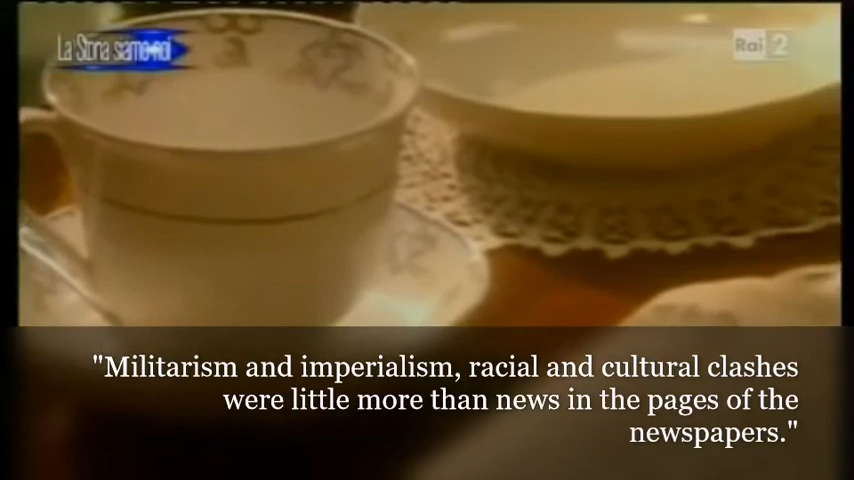 La Storia siamo noi
Rai 2
"Militarism and imperialism, racial and cultural clashes
were little more than news in the pages of the
newspapers."